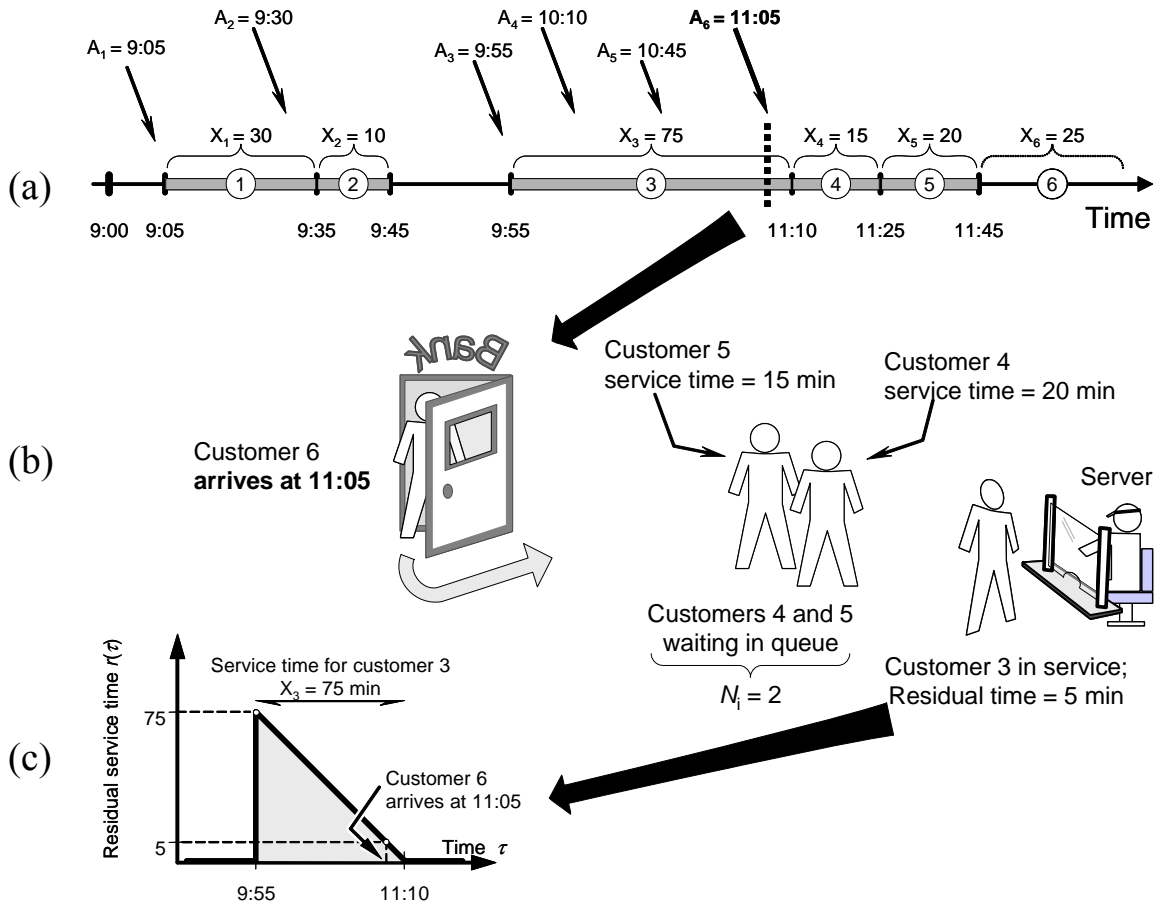 A₂ = 9:30
A₄ = 10:10
A₆ = 11:05
A₁ = 9:05
A₃ = 9:55
A₅ = 10:45
X₁ = 30
X₂ = 10
X₃ = 75
X₄ = 15
X₅ = 20
X₆ = 25
(a)
1
2
3
4
5
6
Time
9:00
9:05
9:35
9:45
9:55
11:10
11:25
11:45
Bank
Customer 5
service time = 15 min
Customer 4
service time = 20 min
(b)
Customer 6
arrives at 11:05
Server
Customers 4 and 5
waiting in queue
Nᵢ = 2
Customer 3 in service;
Residual time = 5 min
(c)
Residual service time r(τ)
Service time for customer 3
X₃ = 75 min
75
Customer 6
arrives at 11:05
5
Time τ
9:55
11:10